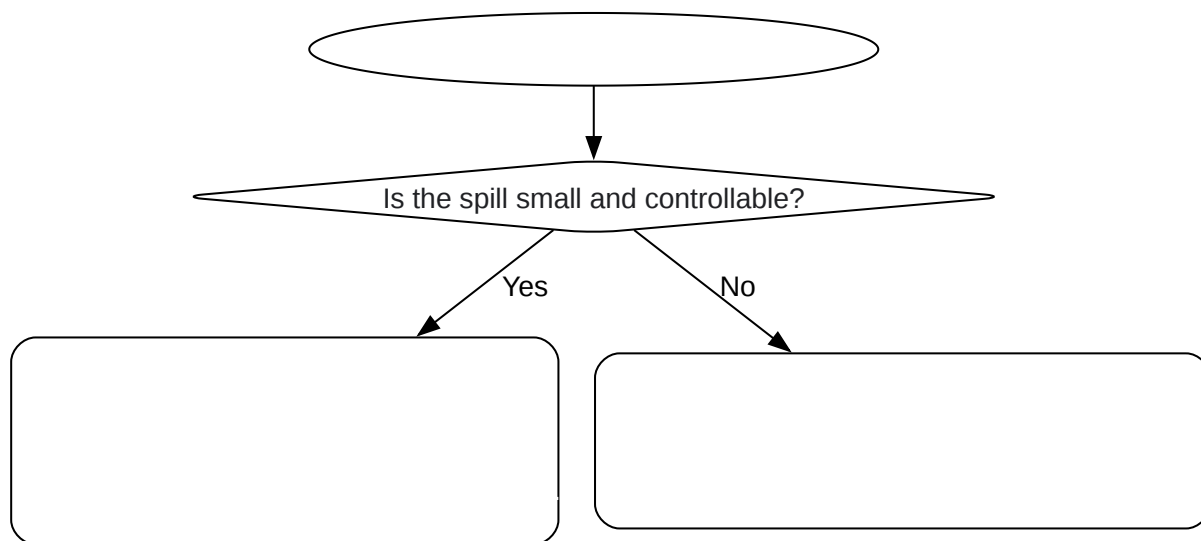 Is the spill small and controllable?
Yes
No